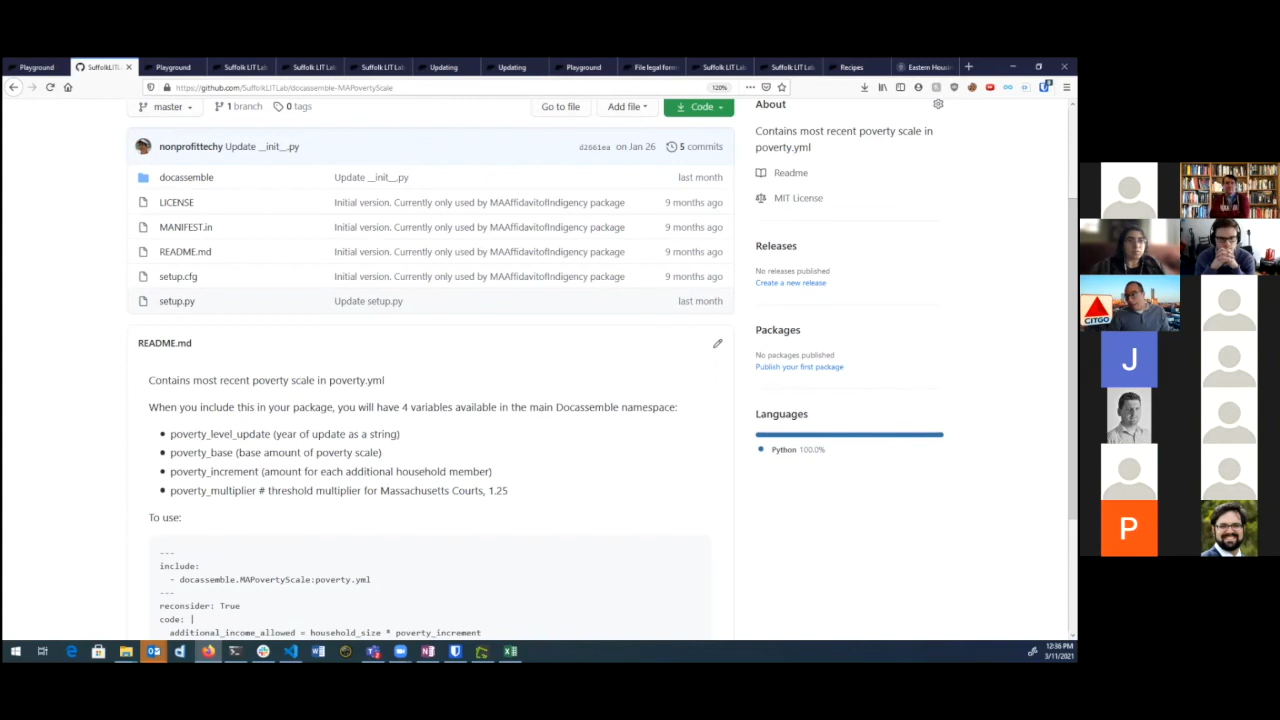 Playground
SuffolkLITL
Playground
Suffolk LIT Lab
Suffolk LIT Lab
Suffolk LIT Lab
Updating
Updating
Playground
File legal form
Suffolk LIT Lab
Suffolk LIT Lab
Recipes
Eastern Housin
https://github.com/SuffolkLITLab/docassemble-MAPovertyScale
120%
master
1 branch
0 tags
Go to file
Add file
Code
About
Contains most recent poverty scale in
poverty.yml
Readme
MIT License
nonprofittechy Update __init__.py
d2661ea on Jan 26
5 commits
docassemble Update __init__.py last month
LICENSE Initial version. Currently only used by MAAffidavitofIndigency package 9 months ago
MANIFEST.in Initial version. Currently only used by MAAffidavitofIndigency package 9 months ago
README.md Initial version. Currently only used by MAAffidavitofIndigency package 9 months ago
setup.cfg Initial version. Currently only used by MAAffidavitofIndigency package 9 months ago
setup.py Update setup.py last month
Releases
No releases published
Create a new release
Packages
No packages published
Publish your first package
Languages
Python 100.0%
README.md
Contains most recent poverty scale in poverty.yml
When you include this in your package, you will have 4 variables available in the main Docassemble namespace:
• poverty_level_update (year of update as a string)
• poverty_base (base amount of poverty scale)
• poverty_increment (amount for each additional household member)
• poverty_multiplier # threshold multiplier for Massachusetts Courts, 1.25
To use:
---
include:
- docassemble.MAPovertyScale:poverty.yml
---
reconsider: True
code: |
additional_income_allowed = household_size * poverty_increment
12:36 PM
3/11/2021
CITGO
J
P